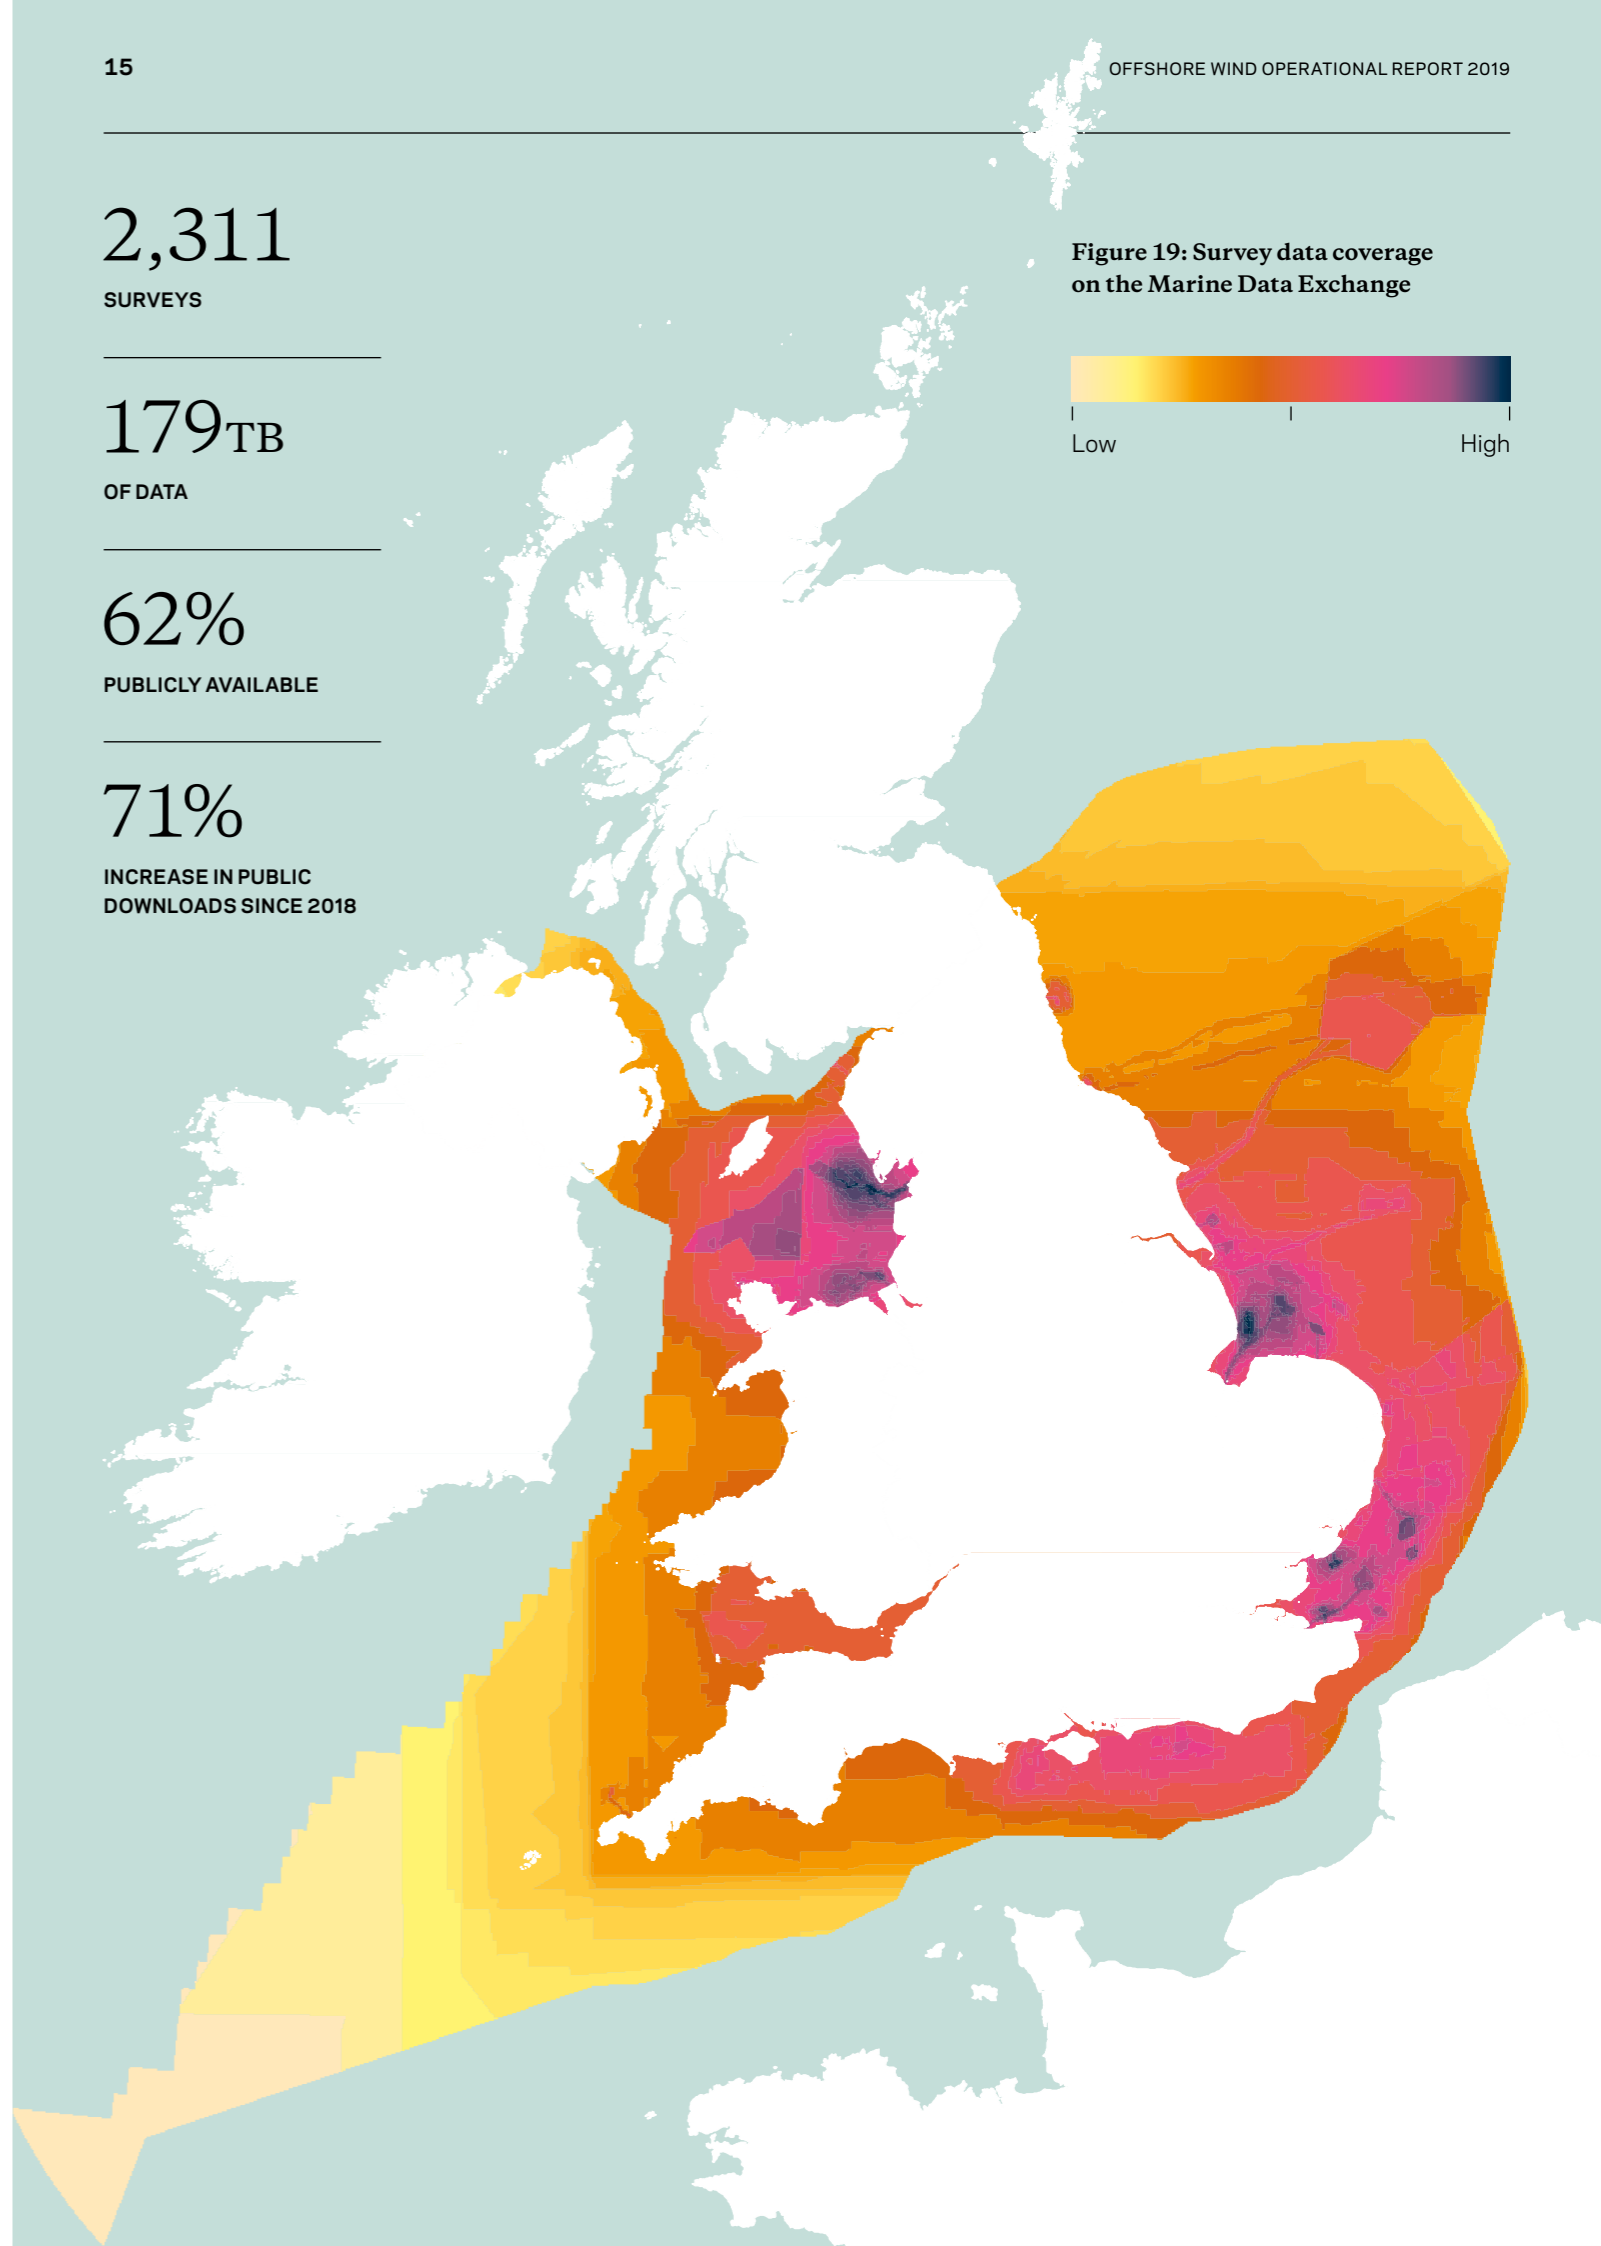 15
OFFSHORE WIND OPERATIONAL REPORT 2019
2,311
SURVEYS
179TB
OF DATA
62%
PUBLICLY AVAILABLE
71%
INCREASE IN PUBLIC
DOWNLOADS SINCE 2018
Figure 19: Survey data coverage
on the Marine Data Exchange
Low
High